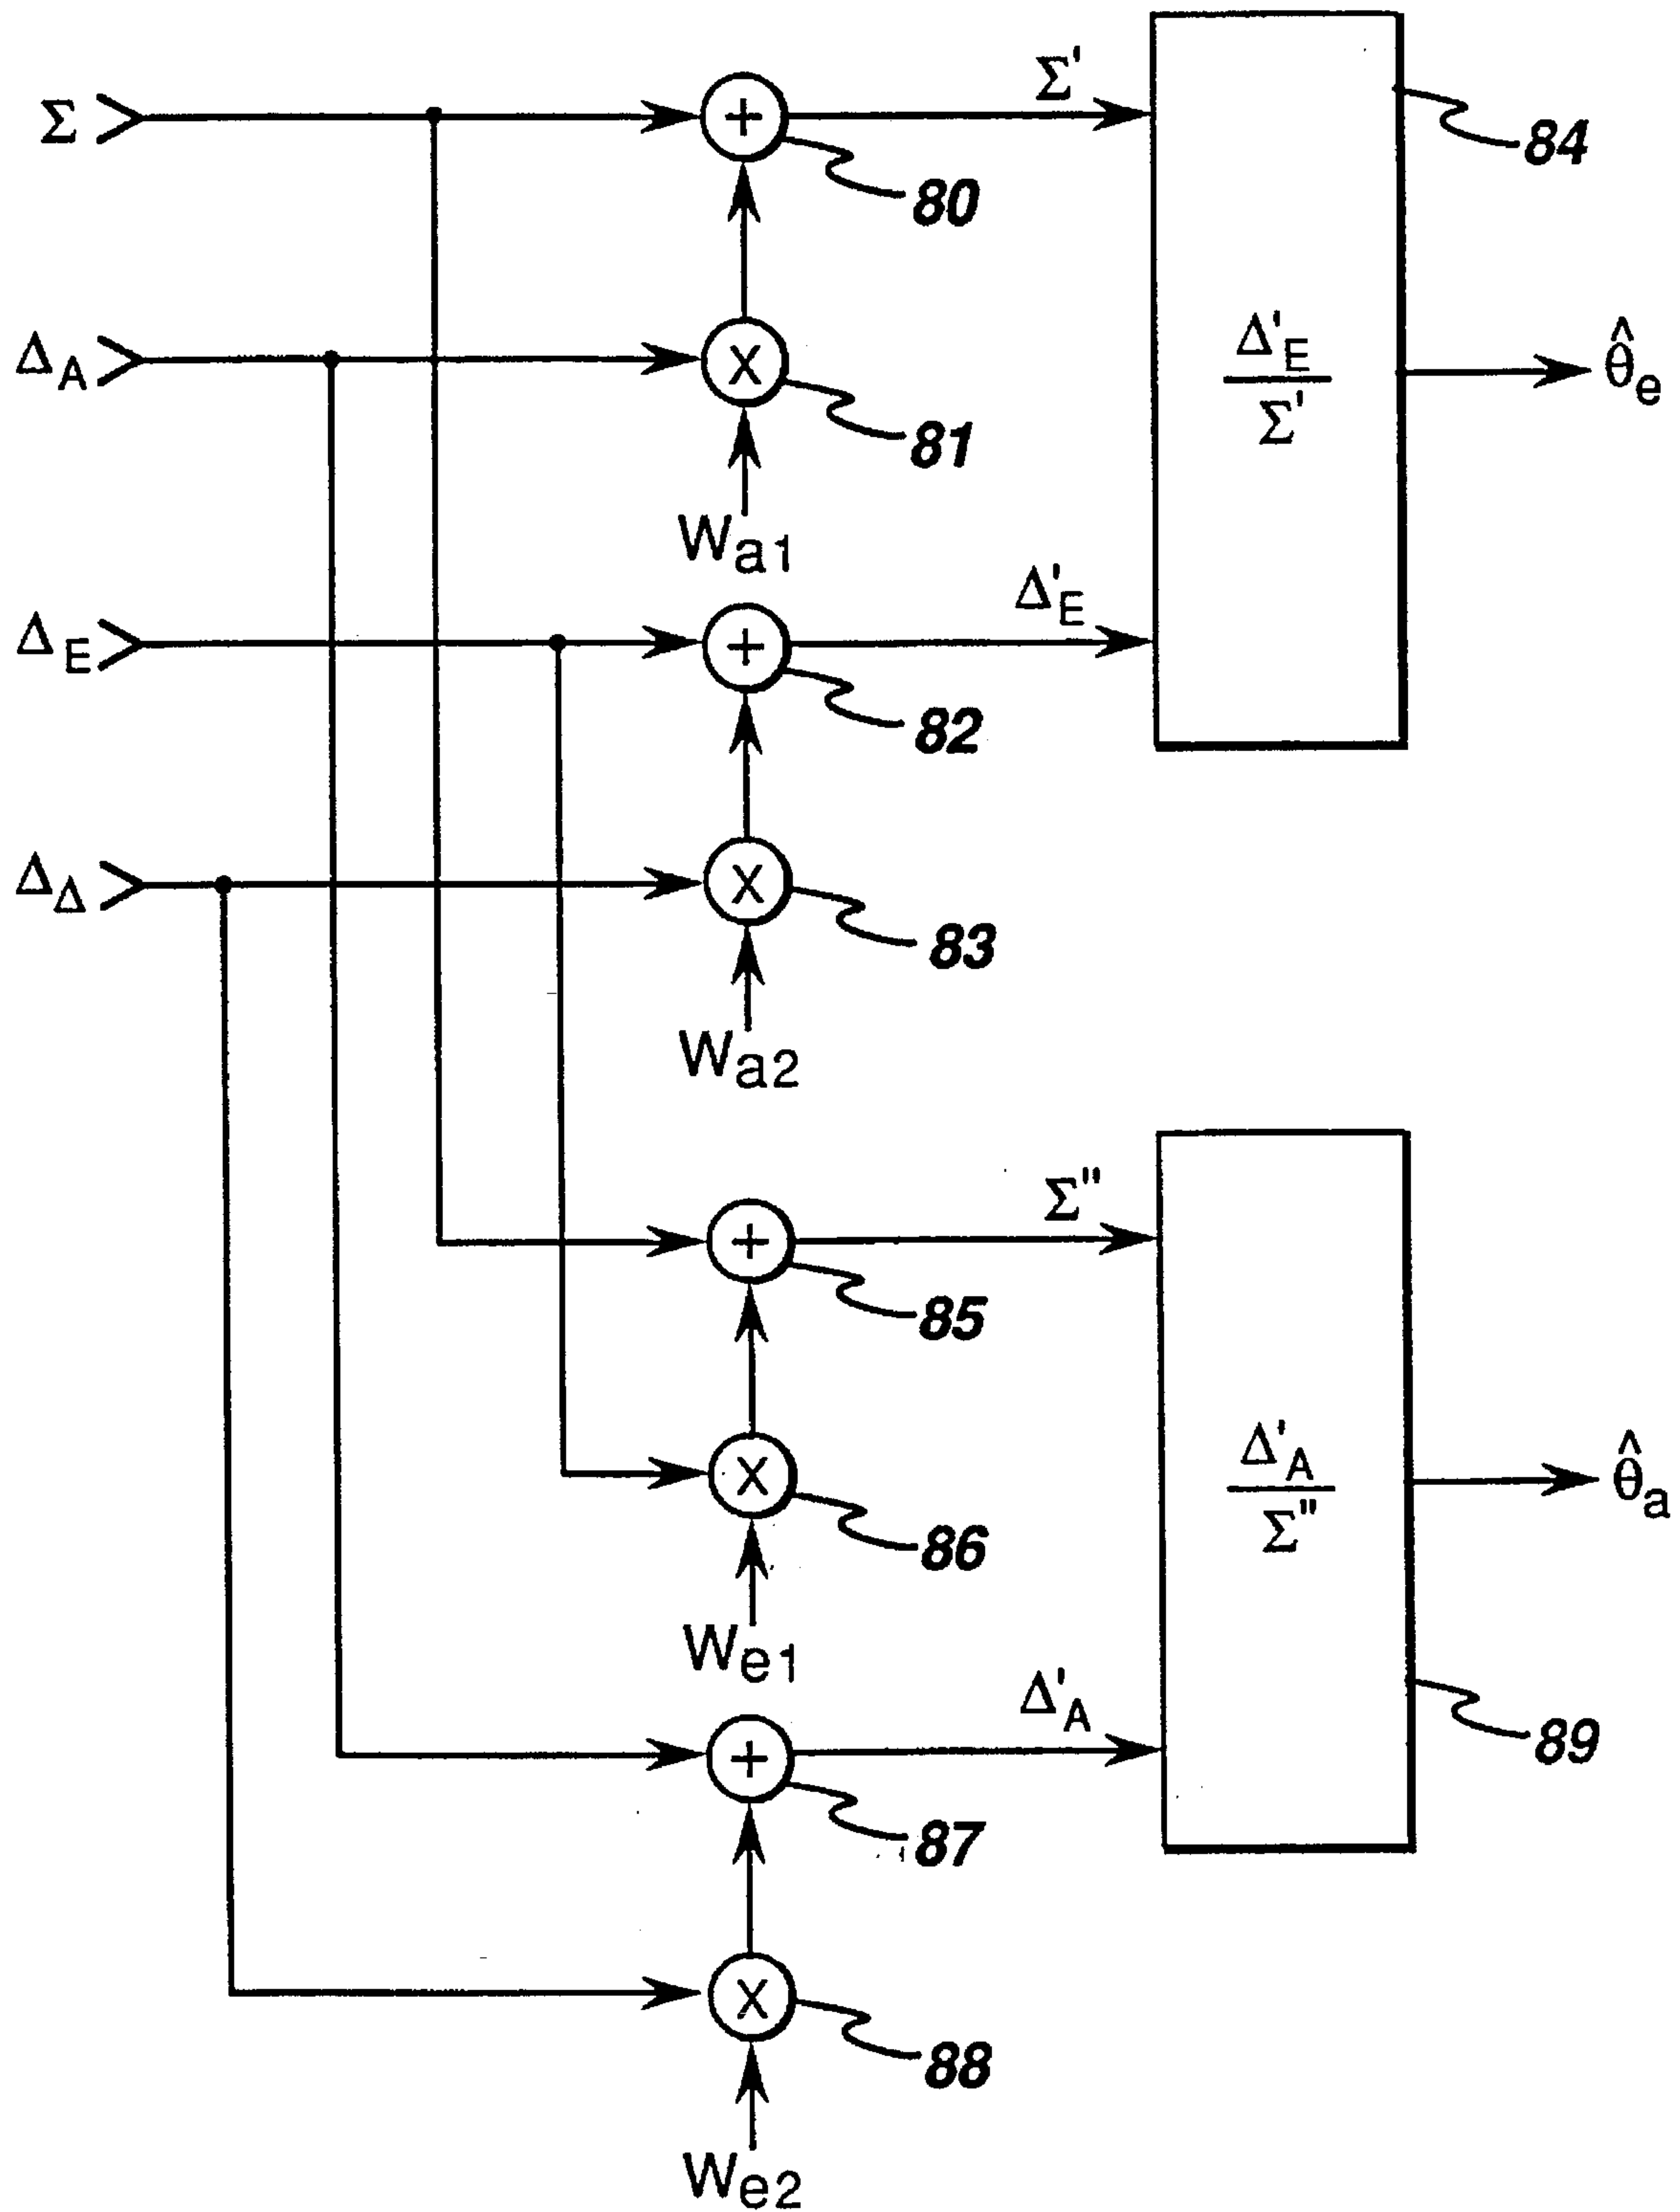 Σ
Σ'
84
80
Δ_A
Δ'_E
Σ'
θ̂_e
81
W_a1
Δ_E
Δ'_E
82
Δ_Δ
83
W_a2
Σ"
85
Δ'_A
Σ"
θ̂_a
86
W_e1
Δ'_A
89
87
88
W_e2